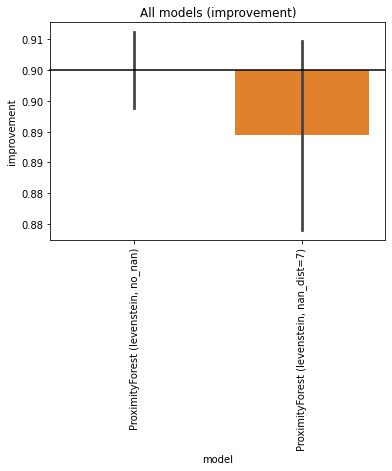 All models (improvement)
0.91
0.90
0.90
0.89
0.89
0.88
0.88
improvement
ProximityForest (levenstein, no_nan)
ProximityForest (levenstein, nan_dist=7)
model